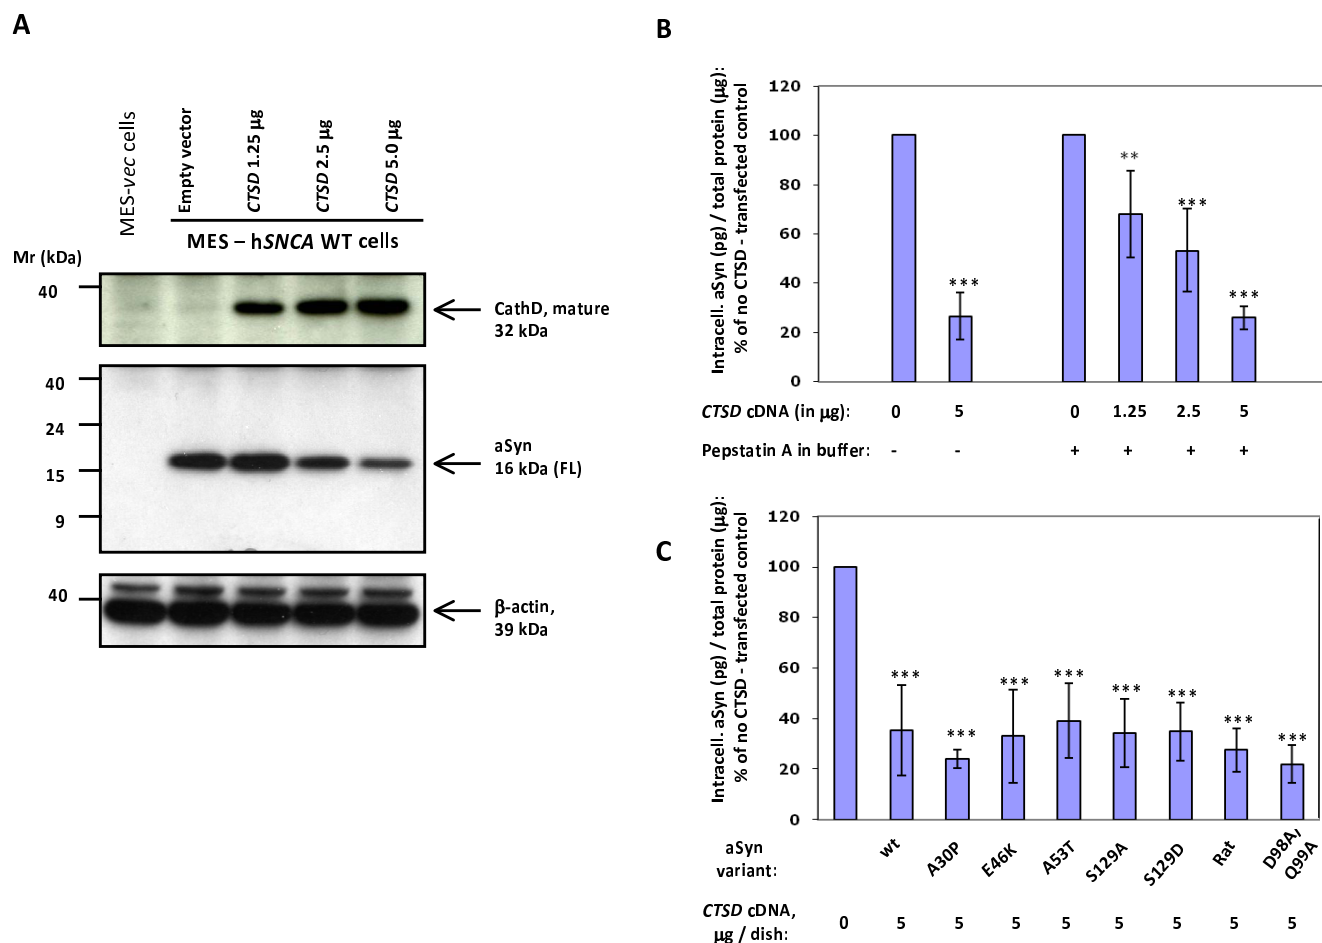 A
MES-vec cells
Empty vector
CTSD 1.25 µg
CTSD 2.5 µg
CTSD 5.0 µg
MES – hSNCA WT cells
Mr (kDa)
40
CathD, mature
32 kDa
40
24
15
9
aSyn
16 kDa (FL)
40
β-actin,
39 kDa
B
Intracell. aSyn (pg) / total protein (µg):
% of no CTSD - transfected control
120
100
80
60
40
20
0
***
**
***
***
CTSD cDNA (in µg): 0 5 0 1.25 2.5 5
Pepstatin A in buffer: - - + + + +
C
Intracell. aSyn (pg) / total protein (µg):
% of no CTSD - transfected control
120
100
80
60
40
20
0
*** *** *** *** *** *** *** ***
aSyn
variant:
wt
A30P
E46K
A53T
S129A
S129D
Rat
D98A/
Q99A
CTSD cDNA,
µg / dish:
0 5 5 5 5 5 5 5 5